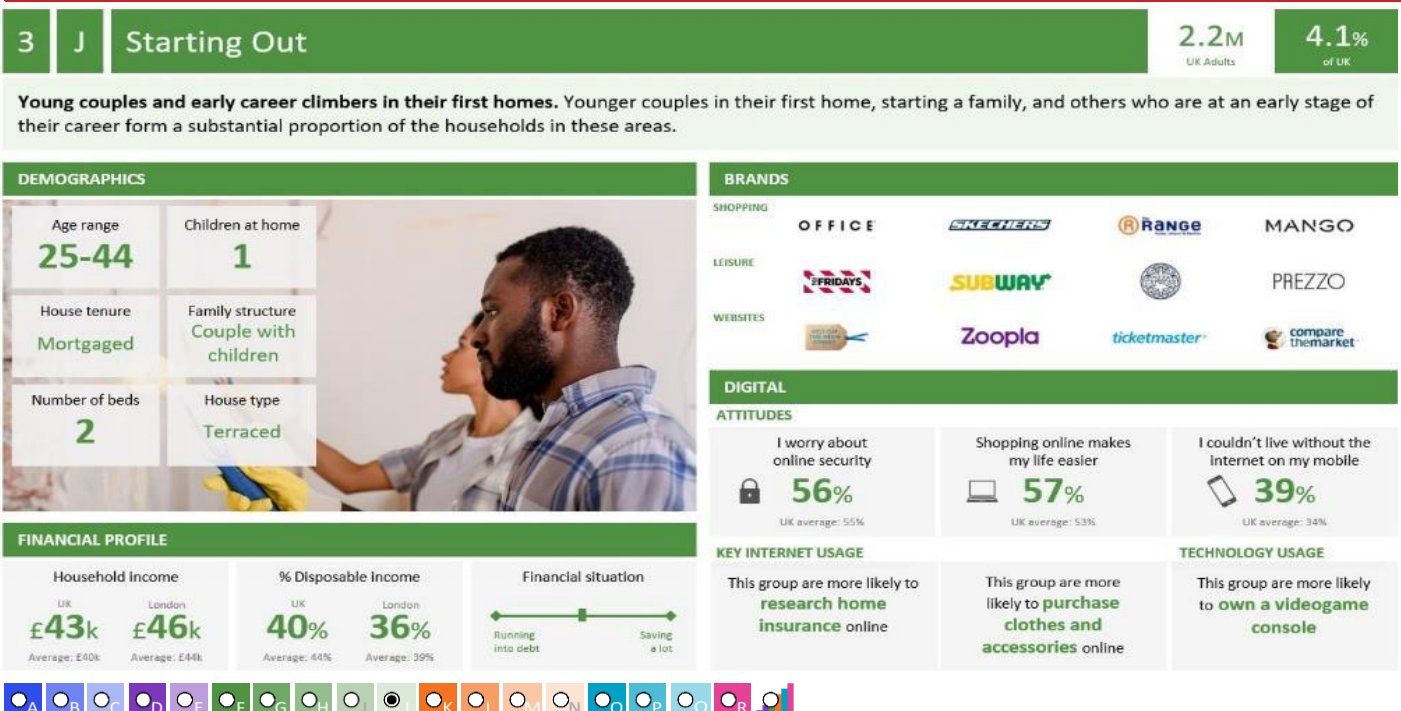 3 J Starting Out
2.2M
UK Adults
4.1%
of UK
Young couples and early career climbers in their first homes. Younger couples in their first home, starting a family, and others who are at an early stage of
their career form a substantial proportion of the households in these areas.
DEMOGRAPHICS
Age range
25-44
Children at home
1
House tenure
Mortgaged
Family structure
Couple with
children
Number of beds
2
House type
Terraced
FINANCIAL PROFILE
Household income
UK
£43k
Average: £40k
London
£46k
Average: £44k
% Disposable income
UK
40%
Average: 44%
London
36%
Average: 39%
Financial situation
Running
into debt
Saving
a lot
BRANDS
SHOPPING
OFFICE
SKECHERS
The Range
MANGO
LEISURE
FRIDAYS
SUBWAY
PREZZO
WEBSITES
Zoopla
ticketmaster
compare
themarket
DIGITAL
ATTITUDES
I worry about
online security
56%
UK average: 55%
Shopping online makes
my life easier
57%
UK average: 53%
I couldn't live without the
internet on my mobile
39%
UK average: 34%
KEY INTERNET USAGE
This group are more likely to
research home
insurance online
This group are more
likely to purchase
clothes and
accessories online
TECHNOLOGY USAGE
This group are more likely
to own a videogame
console
A B C D E F G H I J K L M N O P Q R